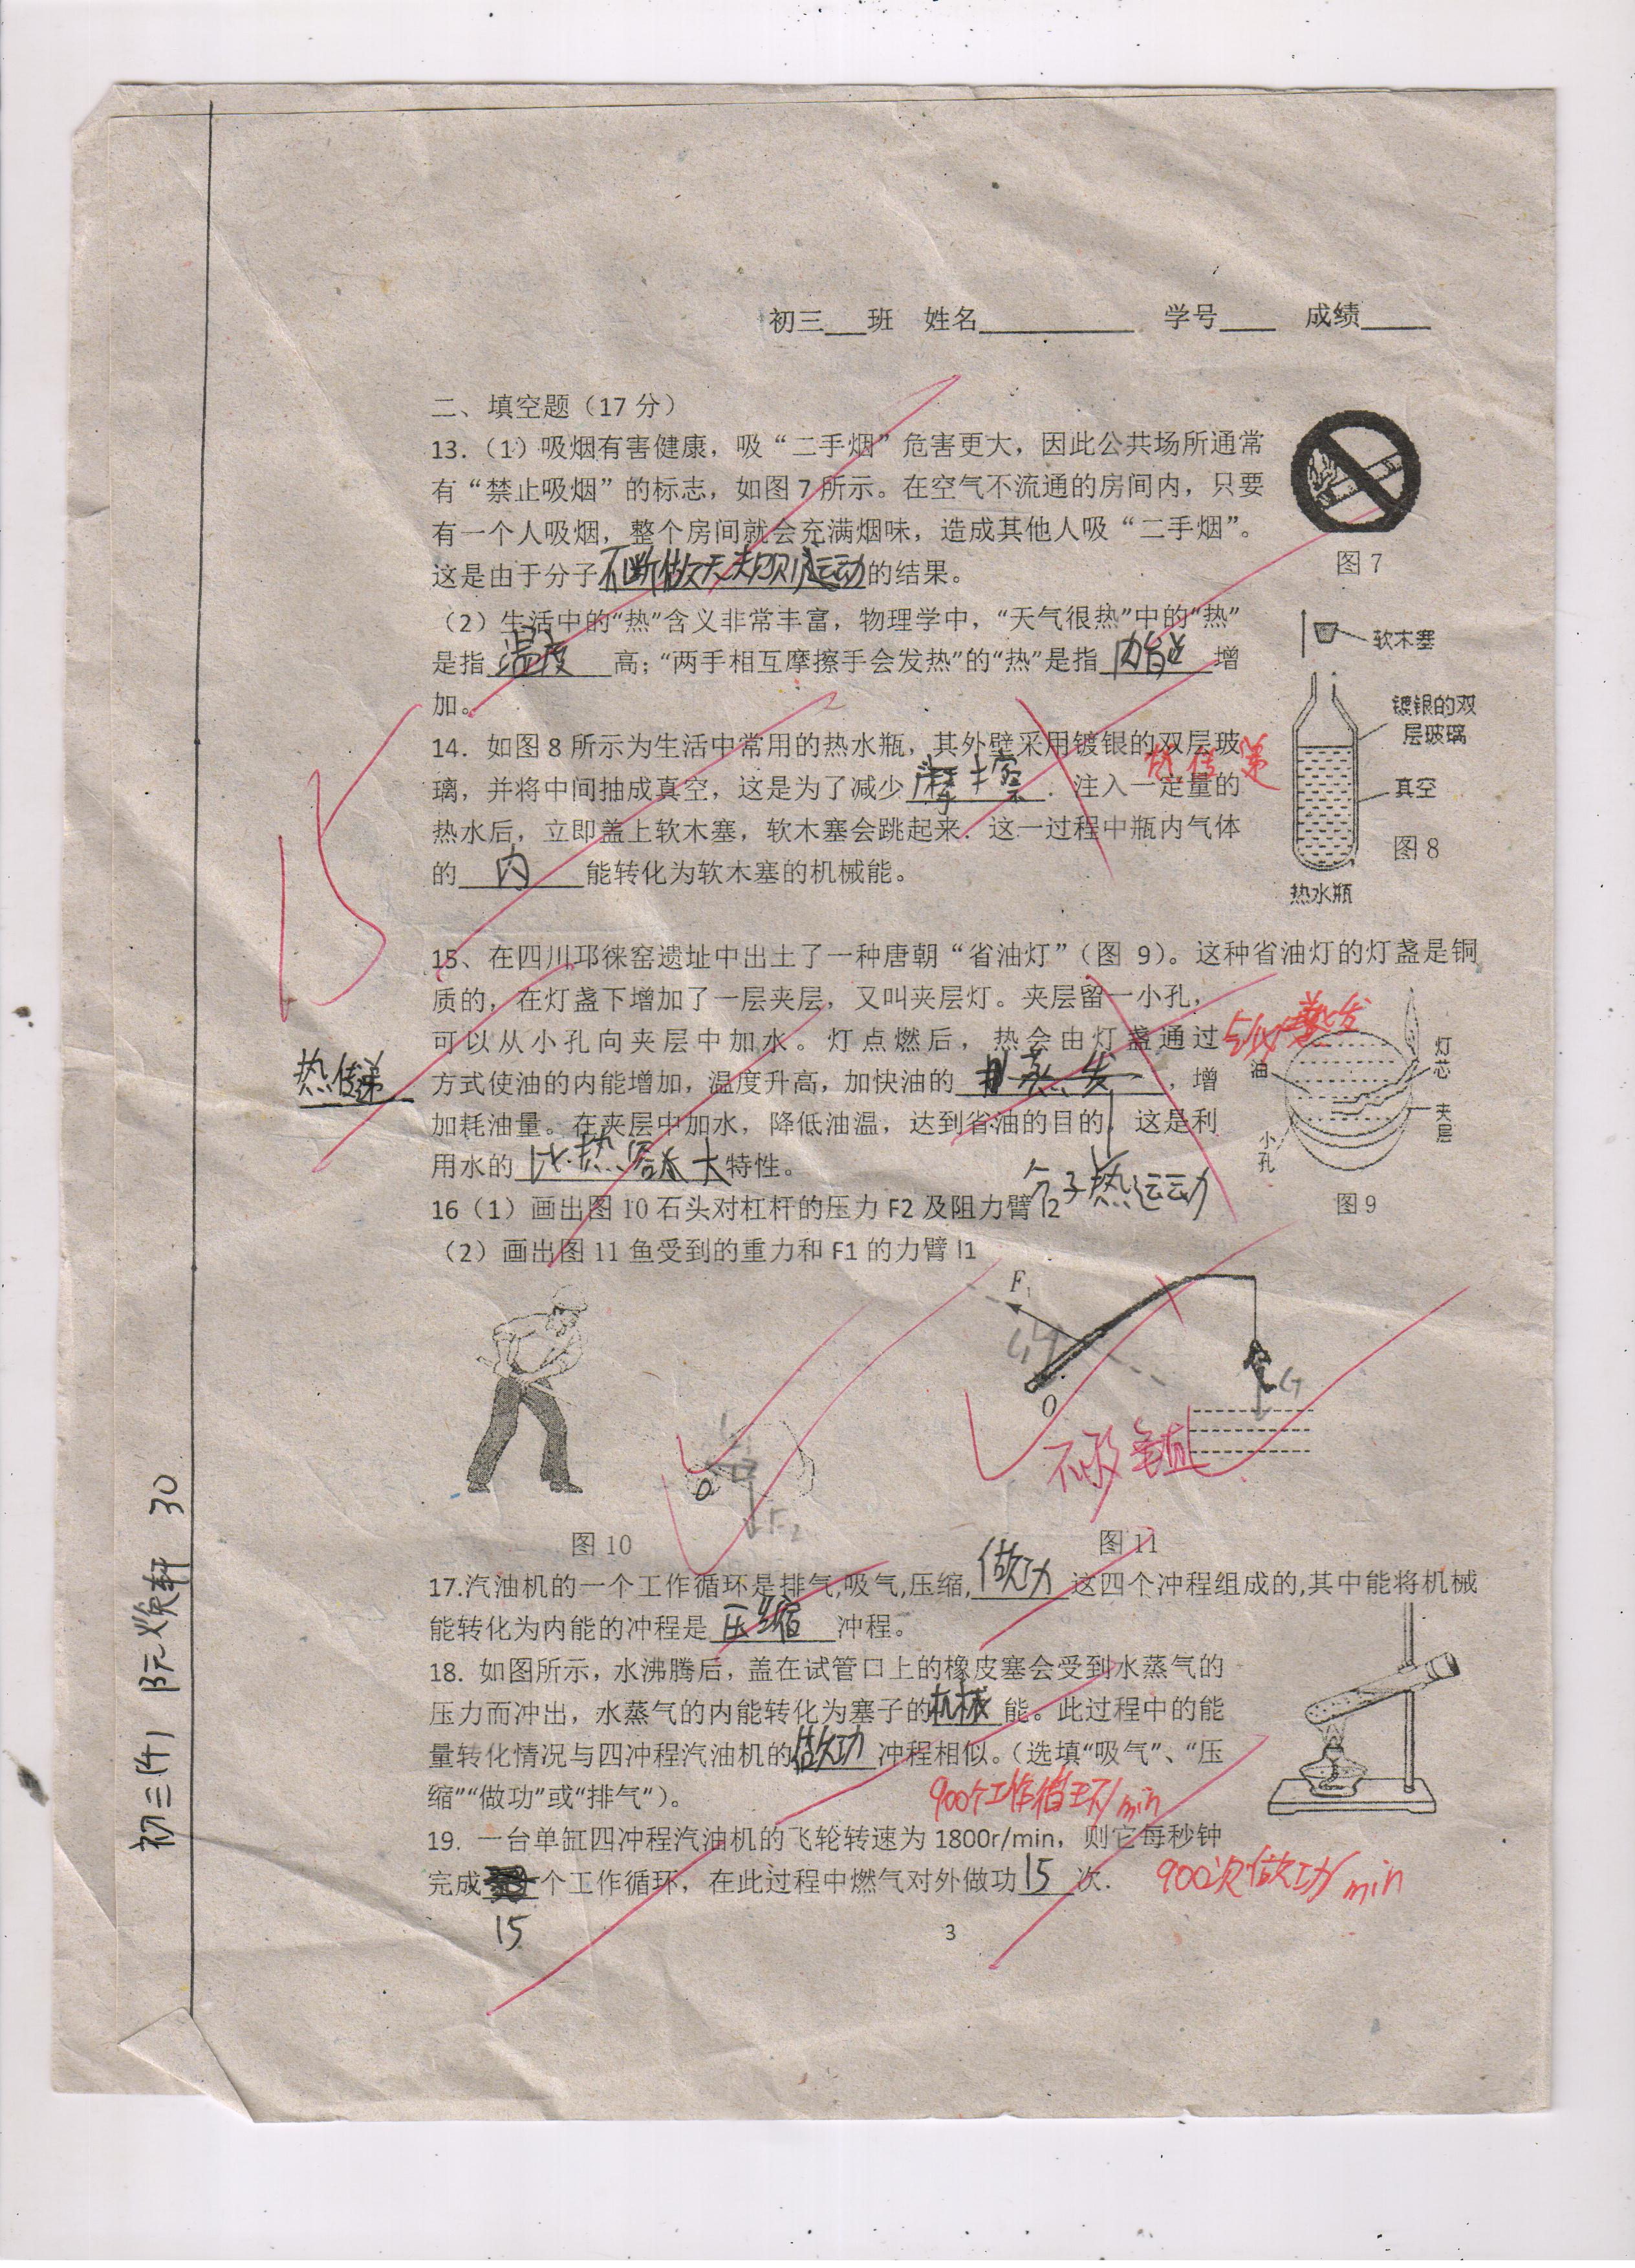 初三___班 姓名___________ 学号____ 成绩_____
二、填空题（17 分）
13.（1）吸烟有害健康，吸“二手烟”危害更大，因此公共场所通常
有“禁止吸烟”的标志，如图 7 所示。在空气不流通的房间内，只要
有一个人吸烟，整个房间就会充满烟味，造成其他人吸“二手烟”。
这是由于分子不断做无规则运动的结果。
图 7
（2）生活中的“热”含义非常丰富，物理学中，“天气很热”中的“热”
是指 温度 高；“两手相互摩擦手会发热”的“热”是指 内能 增
加。
软木塞
镀银的双
层玻璃
真空
图 8
热水瓶
14. 如图 8 所示为生活中常用的热水瓶，其外壁采用镀银的双层玻
热传递
璃，并将中间抽成真空，这是为了减少 摩擦 ．注入一定量的
热水后，立即盖上软木塞，软木塞会跳起来．这一过程中瓶内气体
的 内 能转化为软木塞的机械能。
15
15、在四川邛徕窑遗址中出土了一种唐朝“省油灯”（图 9）。这种省油灯的灯盏是铜
质的，在灯盏下增加了一层夹层，又叫夹层灯。夹层留一小孔，
可以从小孔向夹层中加水。灯点燃后，热会由灯盏通过
热传递
方式使油的内能增加，温度升高，加快油的 蒸发 ，增
加耗油量。在夹层中加水，降低油温，达到省油的目的，这是利
用水的 比热容大 特性。
分子热运动
灯芯
油
夹层
小孔
图 9
16（1）画出图 10 石头对杠杆的压力 F2 及阻力臂 l2
（2）画出图 11 鱼受到的重力和 F1 的力臂 l1
F1
O
G
不够垂直
O
F2
图 10
图 11
17.汽油机的一个工作循环是排气,吸气,压缩, 做功 这四个冲程组成的,其中能将机械
能转化为内能的冲程是 压缩 冲程。
18. 如图所示，水沸腾后，盖在试管口上的橡皮塞会受到水蒸气的
压力而冲出，水蒸气的内能转化为塞子的机械 能。此过程中的能
量转化情况与四冲程汽油机的做功 冲程相似。（选填“吸气”、“压
缩”“做功”或“排气”）。
900个工作循环/min
19. 一台单缸四冲程汽油机的飞轮转速为 1800r/min，则它每秒钟
完成____个工作循环，在此过程中燃气对外做功 15 次．
900次做功/min
15
3
初三(4) 阮焕轩 30